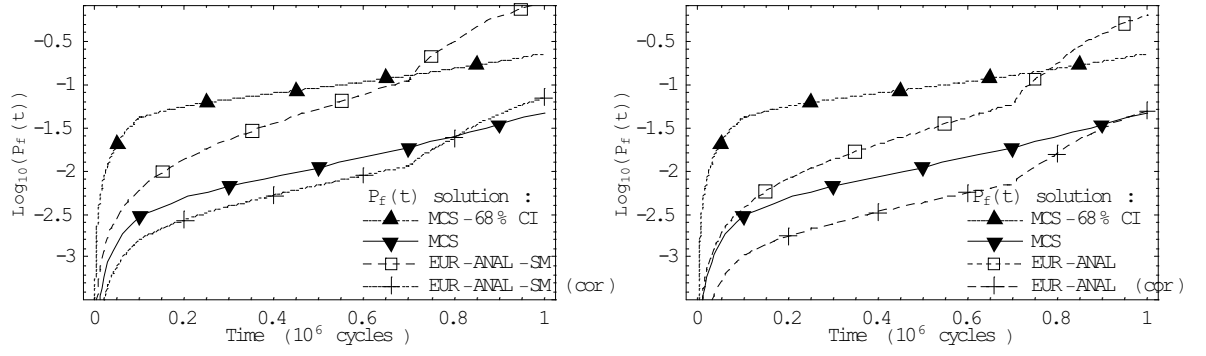 Log10(Pf(t))
-0.5
-1
-1.5
-2
-2.5
-3
0 0.2 0.4 0.6 0.8 1
Time (10^6 cycles)
Pf(t) solution :
MCS-68% CI
MCS
EUR-ANAL-SM
EUR-ANAL-SM (cor)
Log10(Pf(t))
-0.5
-1
-1.5
-2
-2.5
-3
0 0.2 0.4 0.6 0.8 1
Time (10^6 cycles)
Pf(t) solution :
MCS-68% CI
MCS
EUR-ANAL
EUR-ANAL (cor)